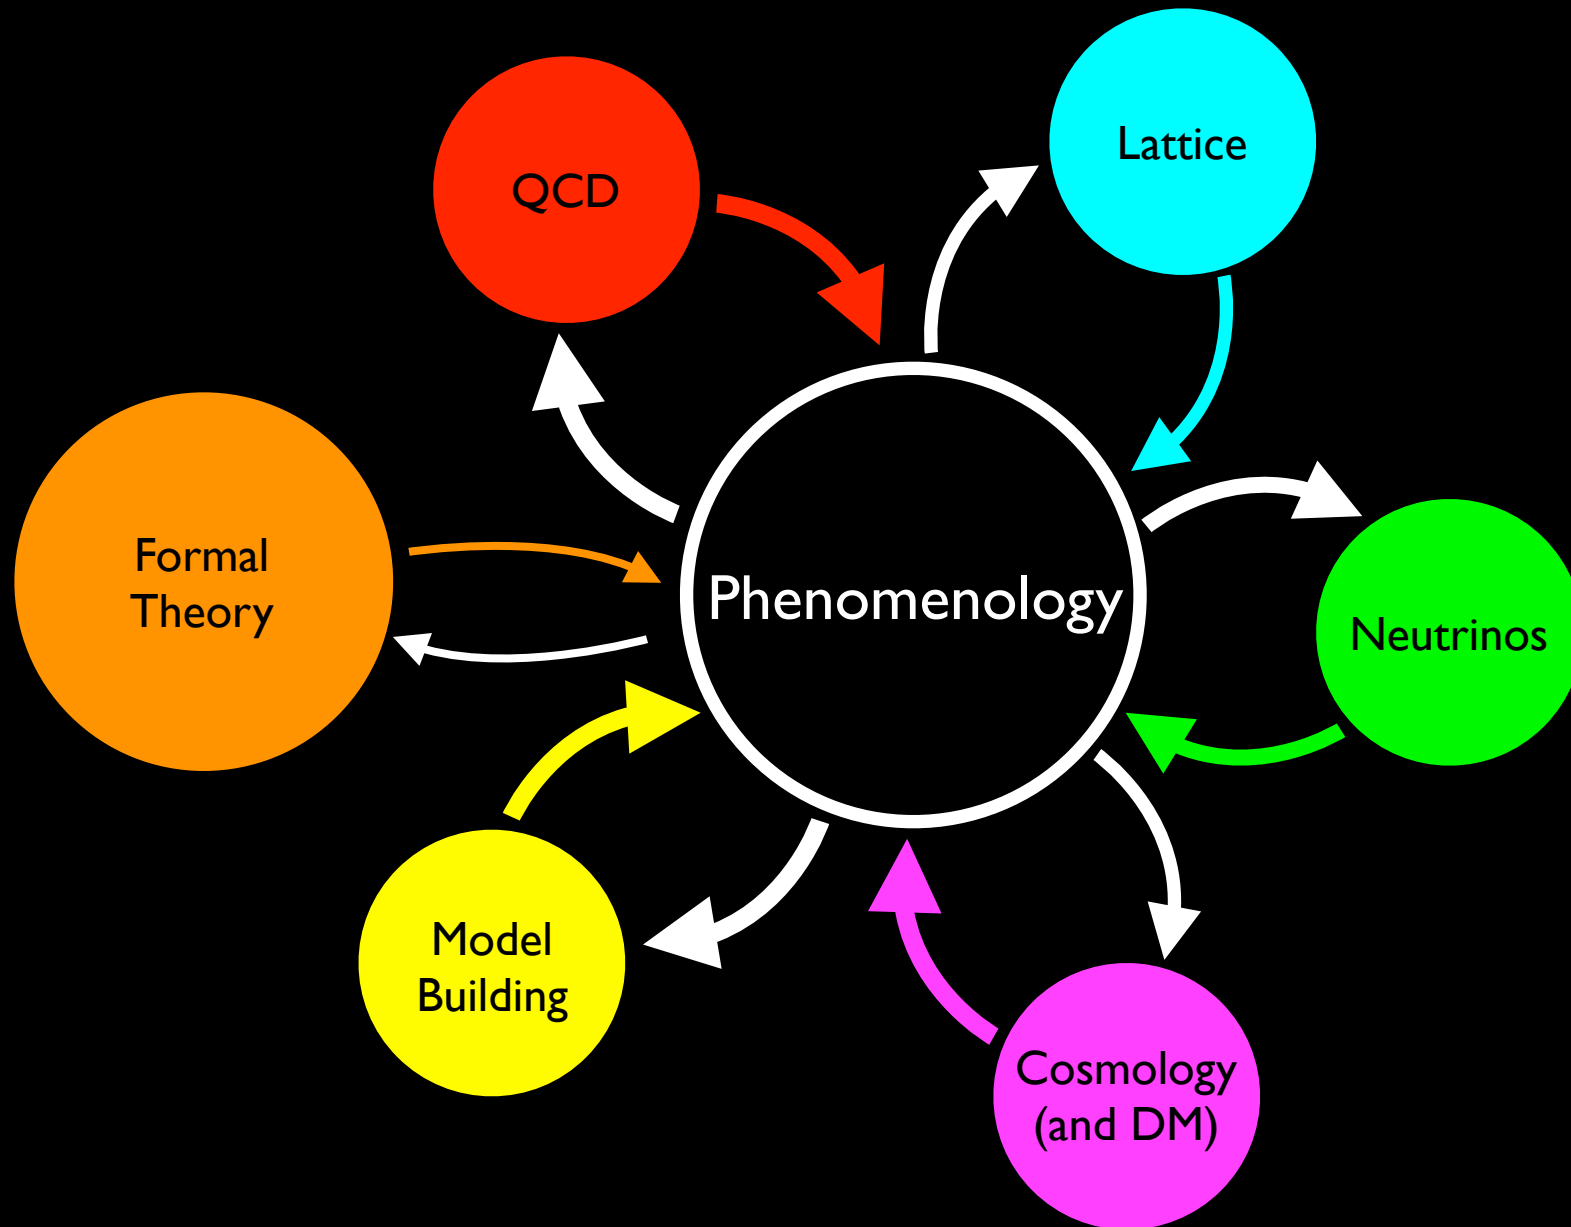 Lattice
QCD
Formal
Theory
Phenomenology
Neutrinos
Model
Building
Cosmology
(and DM)